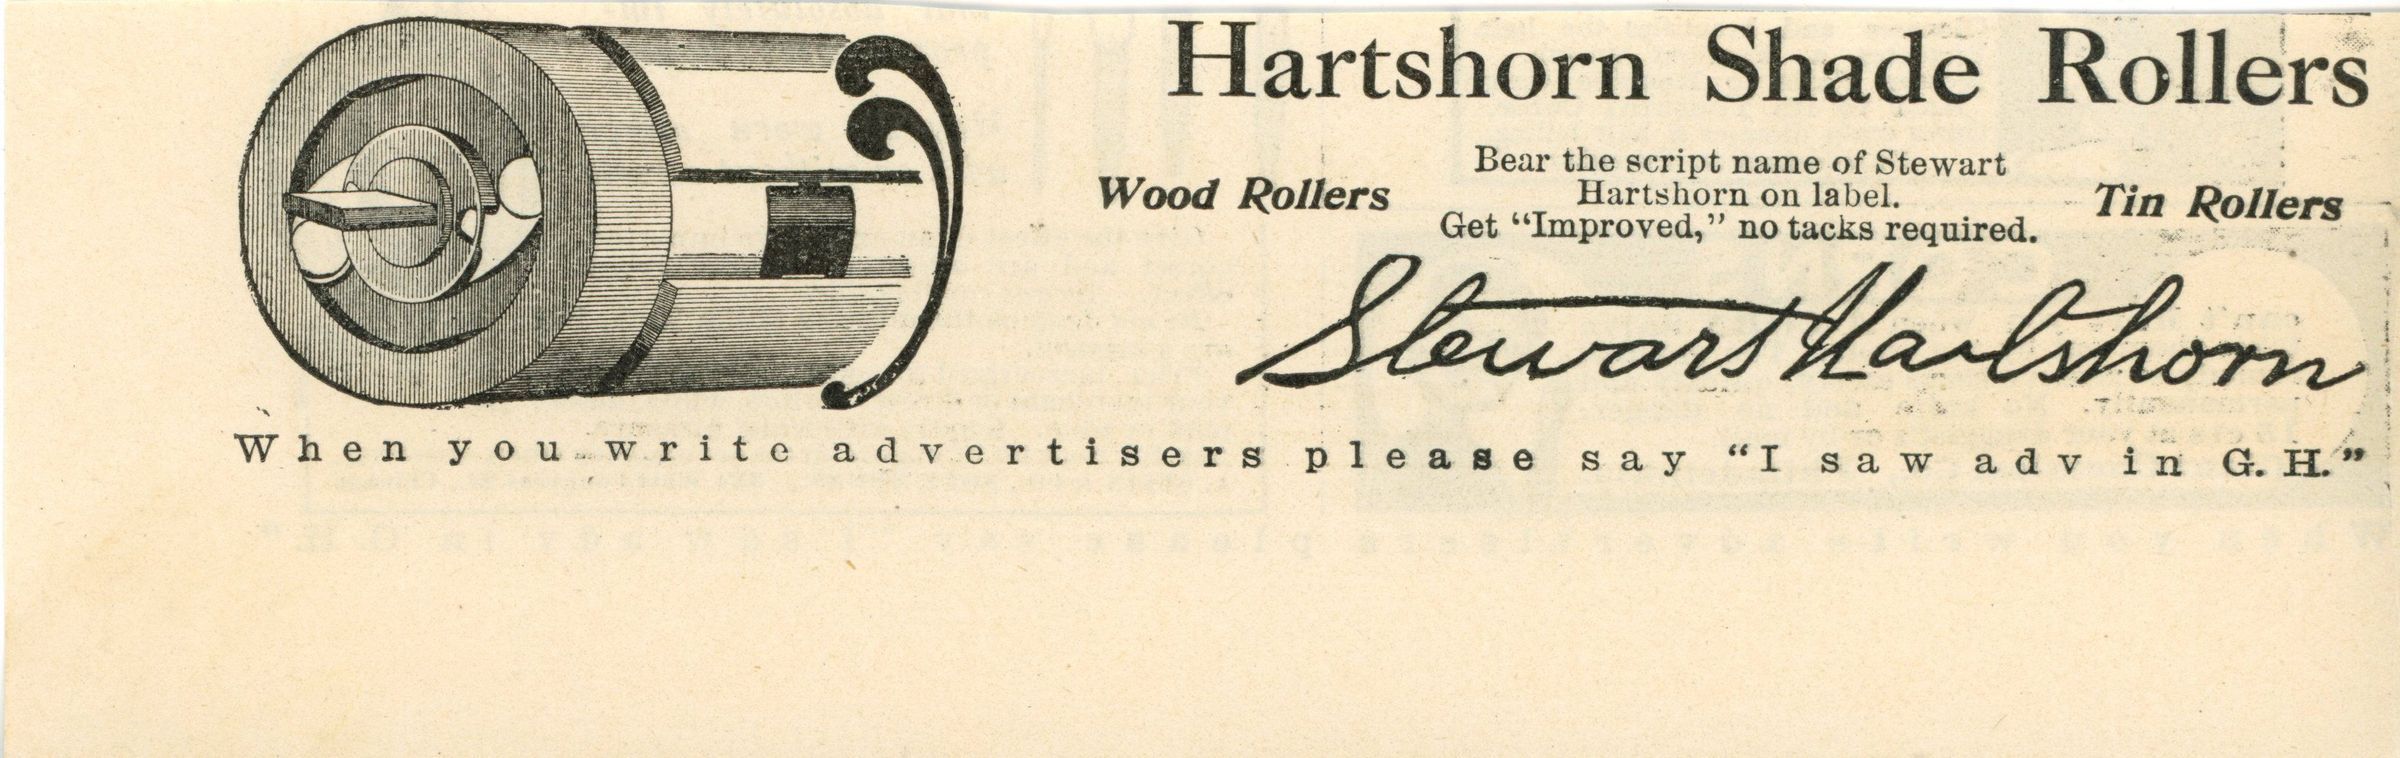 Hartshorn Shade Rollers
Wood Rollers
Bear the script name of Stewart
Hartshorn on label.
Get “Improved,” no tacks required.
Tin Rollers
Stewart Hartshorn
When you write advertisers please say “I saw adv in G. H.”